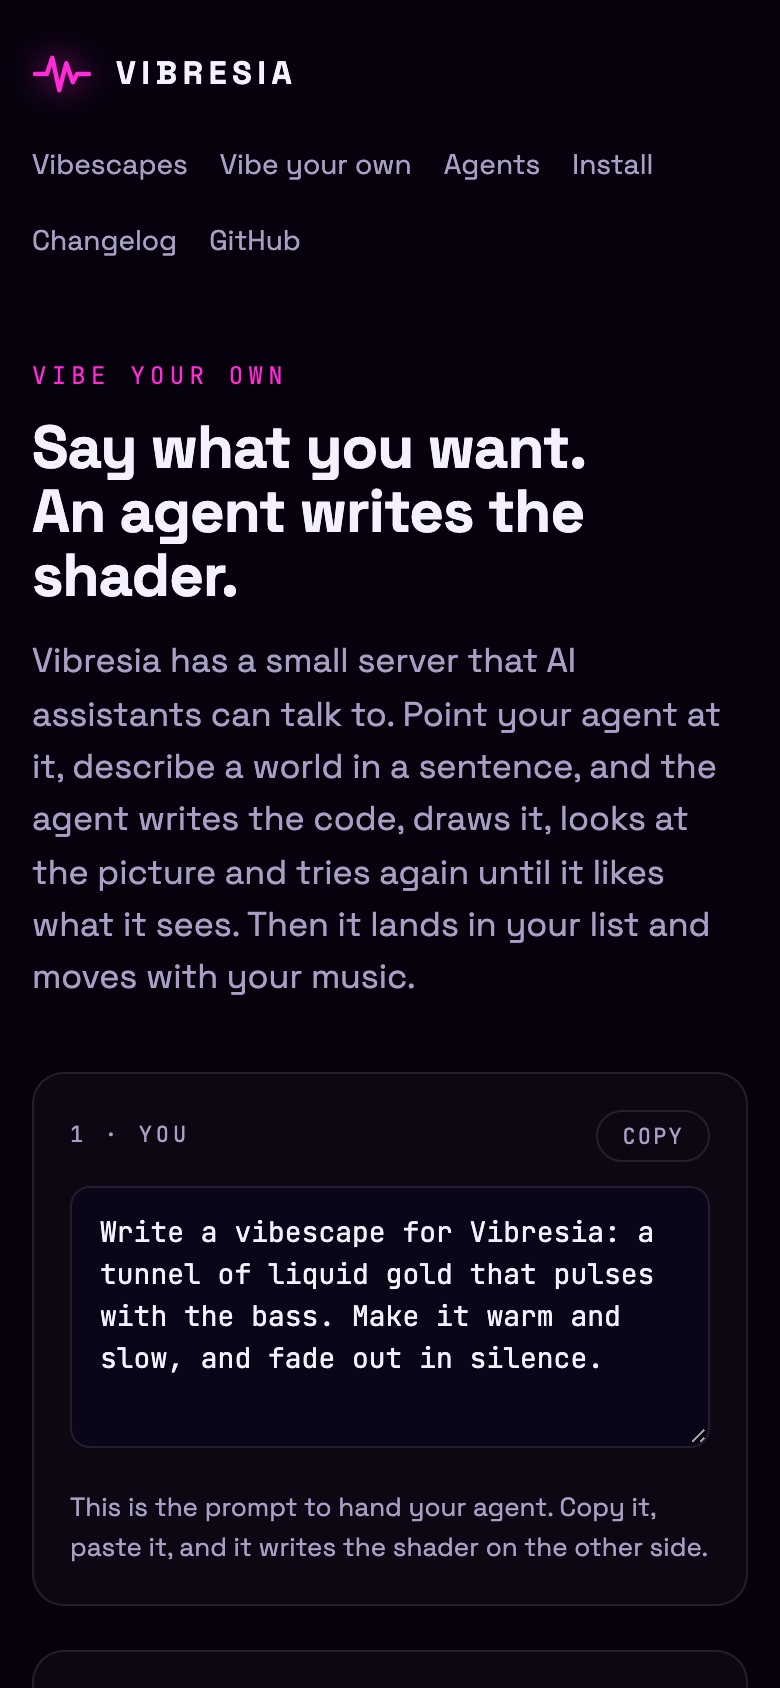 VIBRESIA
Vibescapes Vibe your own Agents Install
Changelog GitHub
VIBE YOUR OWN
Say what you want.
An agent writes the
shader.
Vibresia has a small server that AI
assistants can talk to. Point your agent at
it, describe a world in a sentence, and the
agent writes the code, draws it, looks at
the picture and tries again until it likes
what it sees. Then it lands in your list and
moves with your music.
1 · YOU
COPY
Write a vibescape for Vibresia: a
tunnel of liquid gold that pulses
with the bass. Make it warm and
slow, and fade out in silence.
This is the prompt to hand your agent. Copy it,
paste it, and it writes the shader on the other side.